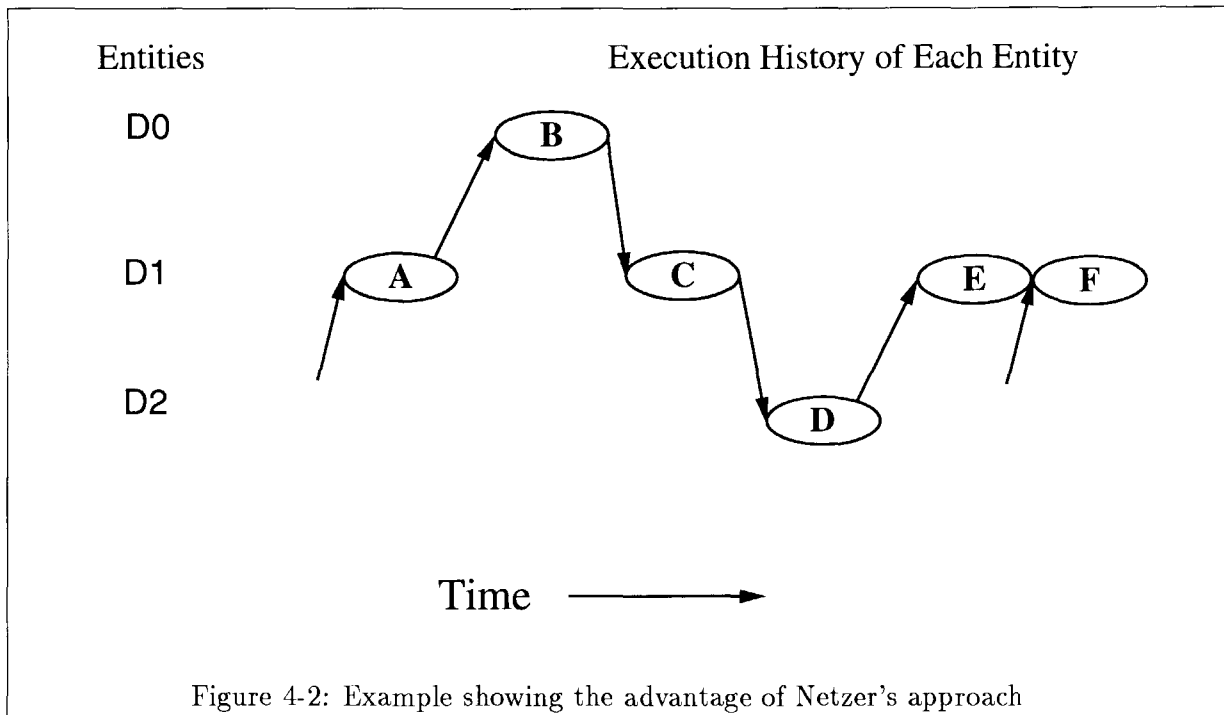 Entities Execution History of Each Entity
D0 B
D1 A C E F
D2 D
Time
Figure 4-2: Example showing the advantage of Netzer's approach